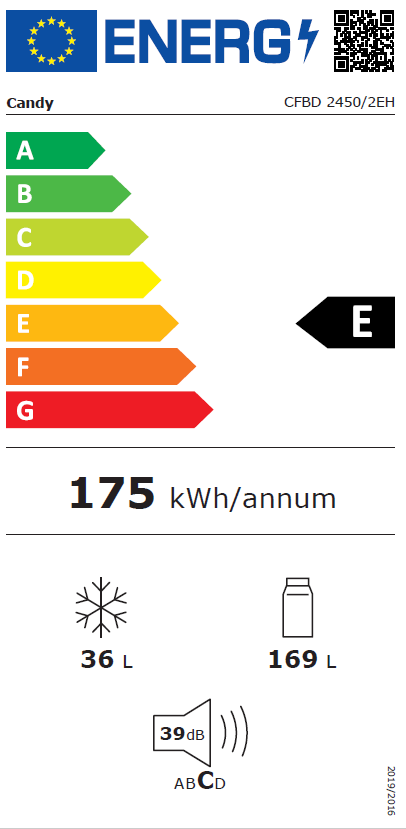 ENERG
Candy CFBD 2450/2EH
A
B
C
D
E
E
F
G
175 kWh/annum
36 L 169 L
39dB
ABCD
2019/2016